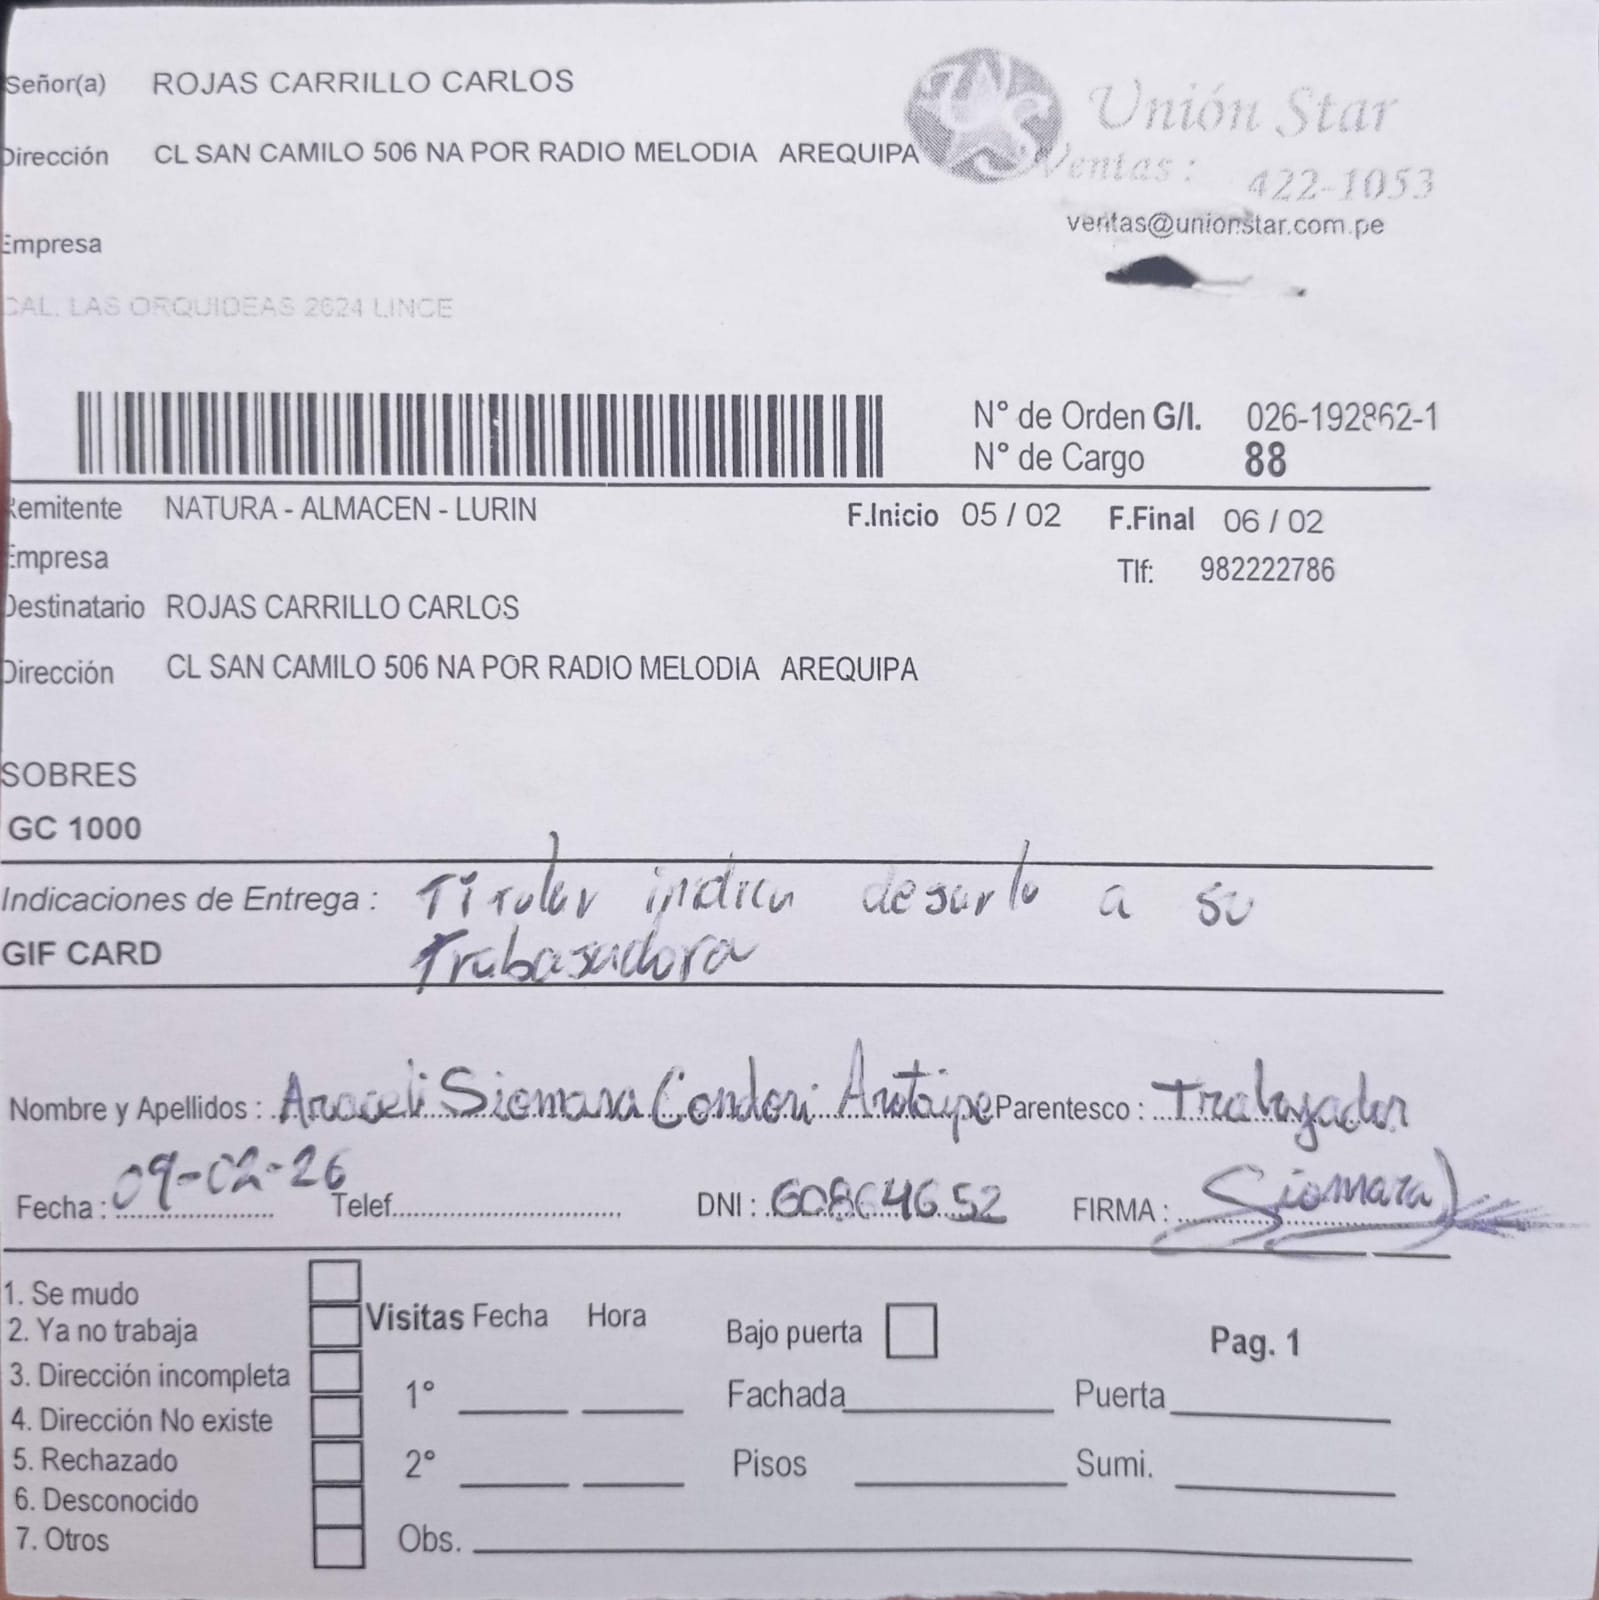 Señor(a) ROJAS CARRILLO CARLOS
Unión Star
Dirección CL SAN CAMILO 506 NA POR RADIO MELODIA AREQUIPA
Ventas : 422-1053
ventas@unionstar.com.pe
Empresa
CAL. LAS ORQUIDEAS 2624 LINCE
N° de Orden G/I. 026-192862-1
N° de Cargo 88
Remitente NATURA - ALMACEN - LURIN F.Inicio 05 / 02 F.Final 06 / 02
Empresa Tlf: 982222786
Destinatario ROJAS CARRILLO CARLOS
Dirección CL SAN CAMILO 506 NA POR RADIO MELODIA AREQUIPA
SOBRES
GC 1000
Indicaciones de Entrega : Titular indica desarlo a su
GIF CARD Trabasadora
Nombre y Apellidos : Araceli Siomara Condori Arotaipe Parentesco : Trabajador
Fecha : 09-02-26 Telef. DNI : 60864652 FIRMA : Siomara
1. Se mudo
2. Ya no trabaja
3. Dirección incompleta
4. Dirección No existe
5. Rechazado
6. Desconocido
7. Otros
Visitas Fecha Hora Bajo puerta Pag. 1
1° Fachada Puerta
2° Pisos Sumi.
Obs.